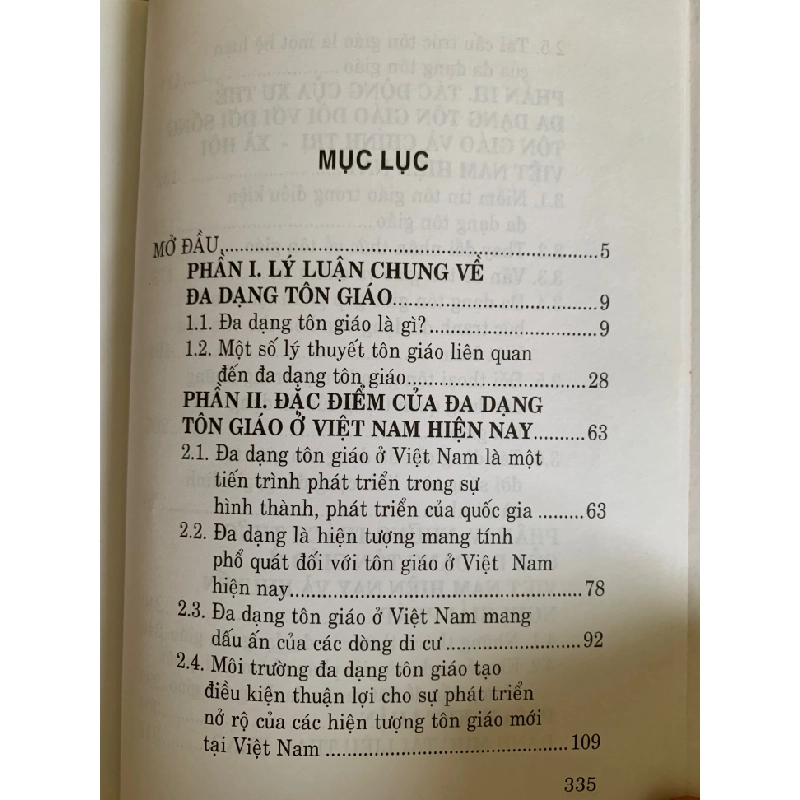 MỤC LỤC
MỞ ĐẦU.....5
PHẦN I. LÝ LUẬN CHUNG VỀ
ĐA DẠNG TÔN GIÁO.....9
1.1. Đa dạng tôn giáo là gì?.....9
1.2. Một số lý thuyết tôn giáo liên quan
đến đa dạng tôn giáo.....28
PHẦN II. ĐẶC ĐIỂM CỦA ĐA DẠNG
TÔN GIÁO Ở VIỆT NAM HIỆN NAY.....63
2.1. Đa dạng tôn giáo ở Việt Nam là một
tiến trình phát triển trong sự
hình thành, phát triển của quốc gia .....63
2.2. Đa dạng là hiện tượng mang tính
phổ quát đối với tôn giáo ở Việt Nam
hiện nay.....78
2.3. Đa dạng tôn giáo ở Việt Nam mang
dấu ấn của các dòng di cư .....92
2.4. Môi trường đa dạng tôn giáo tạo
điều kiện thuận lợi cho sự phát triển
nở rộ của các hiện tượng tôn giáo mới
tại Việt Nam .....109
335